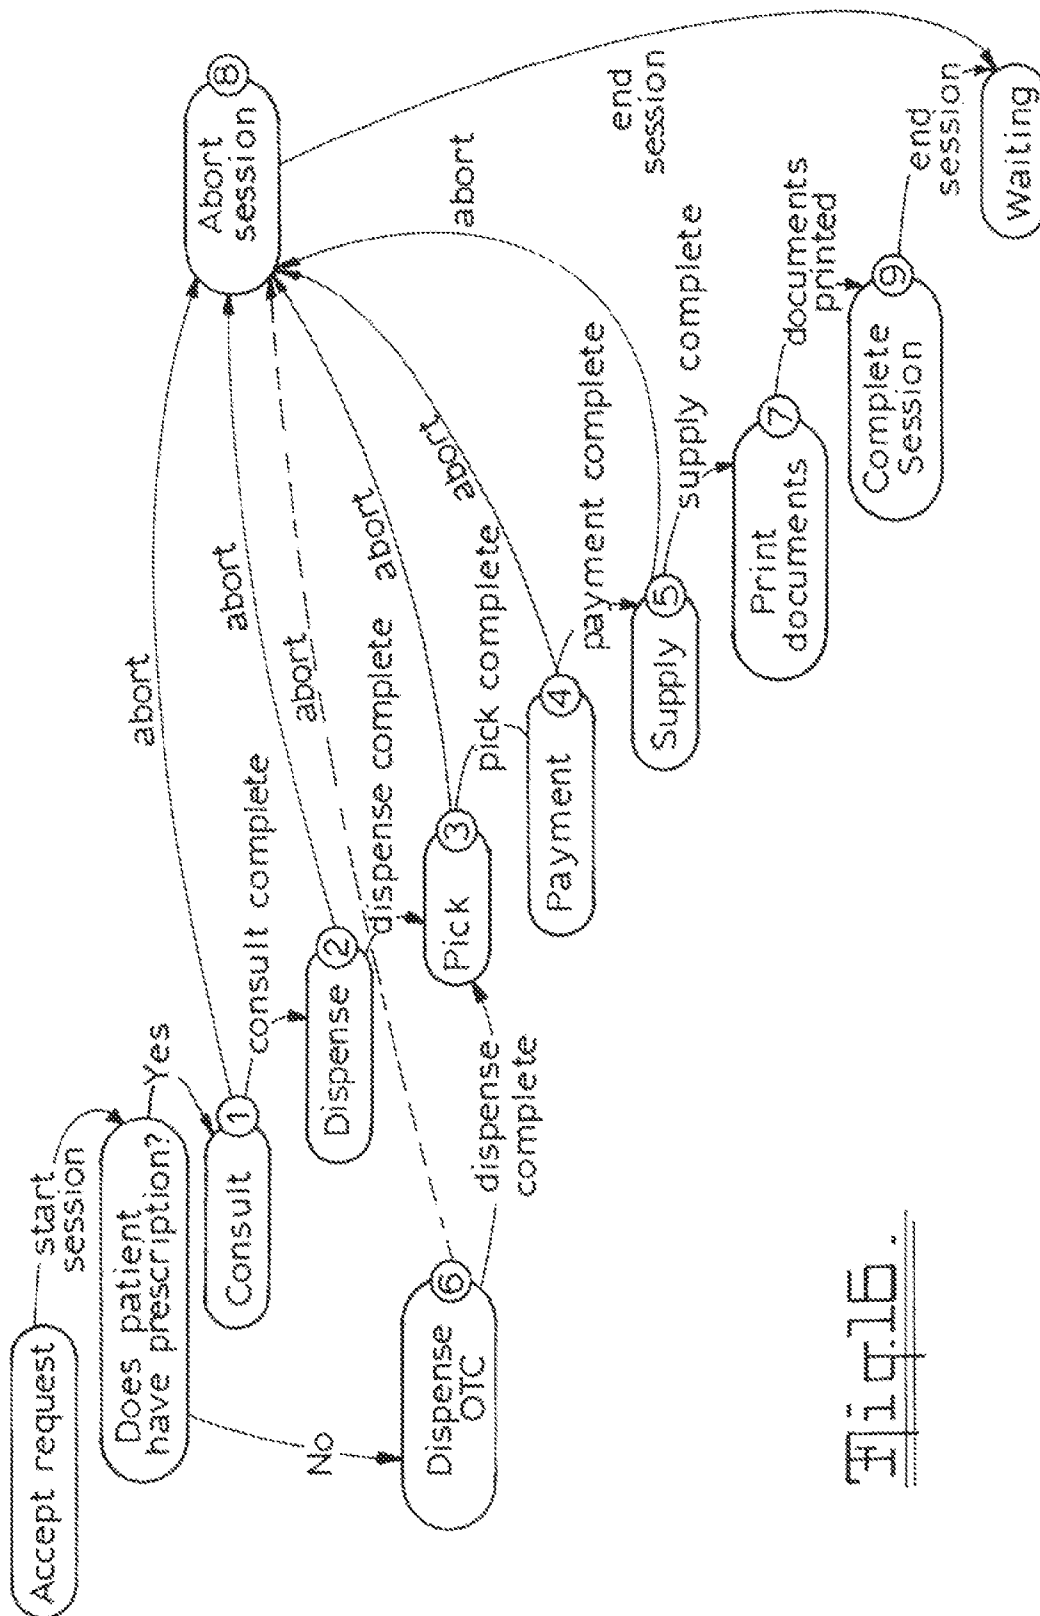 Accept request
start
session
Does patient
have prescription?
Yes
No
Consult
1
abort
consult complete
Dispense
2
abort
Dispense
OTC
6
abort
dispense
complete
dispense complete
Pick
3
abort
pick complete
Payment
4
abort
payment complete
Supply
5
abort
supply complete
Print
documents
7
documents
printed
Complete
Session
9
end
session
Abort
session
8
end
session
Waiting
Fig.16.